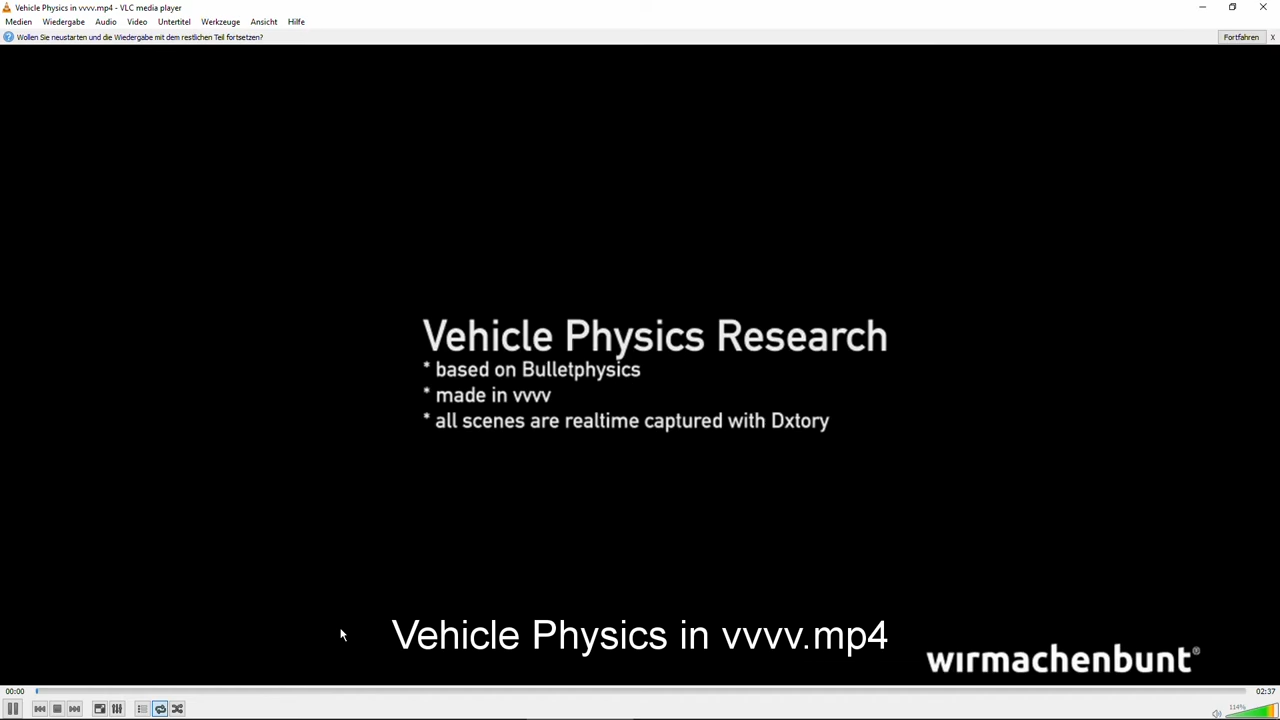 Vehicle Physics in vvvv.mp4 - VLC media player
Medien Wiedergabe Audio Video Untertitel Werkzeuge Ansicht Hilfe
Wollen Sie neustarten und die Wiedergabe mit dem restlichen Teil fortsetzen? Fortfahren x
Vehicle Physics Research
* based on Bulletphysics
* made in vvvv
* all scenes are realtime captured with Dxtory
Vehicle Physics in vvvv.mp4
wırmachenbunt®
00:00 02:37
114%